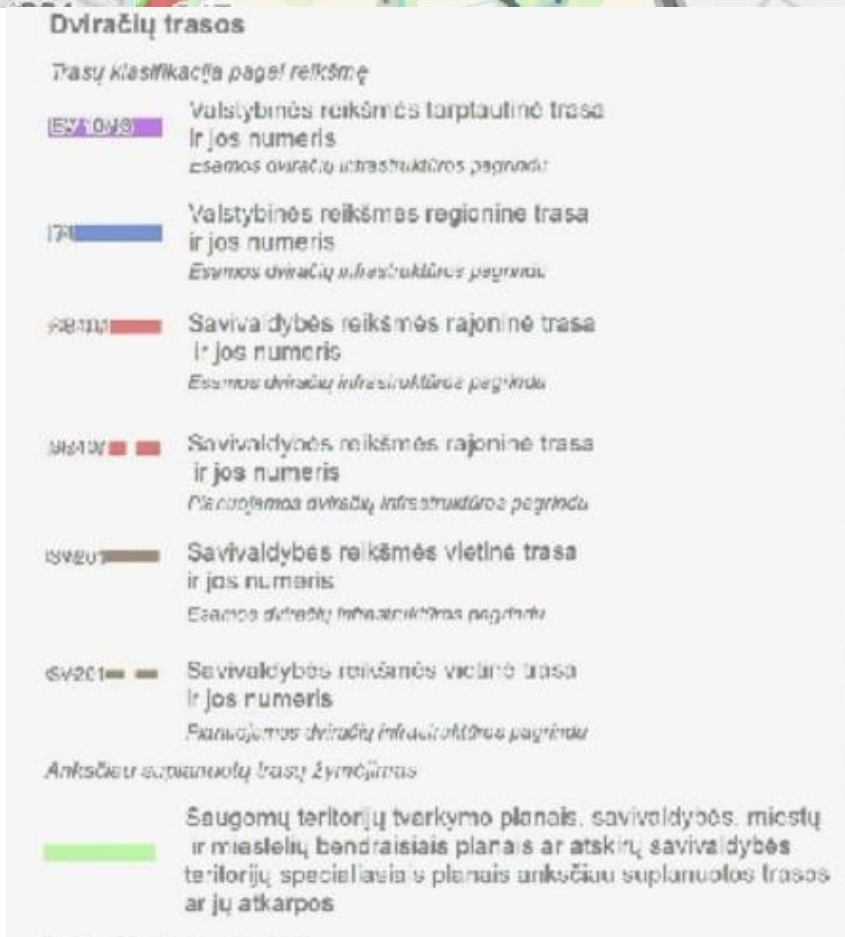 Dviračių trasos
Trasų klasifikacija pagal reikšmę
Valstybinės reikšmės tarptautinė trasa
ir jos numeris
Esamos dviračių infrastruktūros pagrindu
Valstybinės reikšmės regioninė trasa
ir jos numeris
Esamos dviračių infrastruktūros pagrindu
Savivaldybės reikšmės rajoninė trasa
ir jos numeris
Esamos dviračių infrastruktūros pagrindu
Savivaldybės reikšmės rajoninė trasa
ir jos numeris
Planuojamos dviračių infrastruktūros pagrindu
SV201 Savivaldybės reikšmės vietinė trasa
ir jos numeris
Esamos dviračių infrastruktūros pagrindu
SV201 Savivaldybės reikšmės vietinė trasa
ir jos numeris
Planuojamos dviračių infrastruktūros pagrindu
Anksčiau suplanuotų trasų žymėjimas
Saugomų teritorijų tvarkymo planais, savivaldybės, miestų
ir miestelių bendraisiais planais ar atskirų savivaldybės
teritorijų specialiaisiais planais anksčiau suplanuotos trasos
ar jų atkarpos